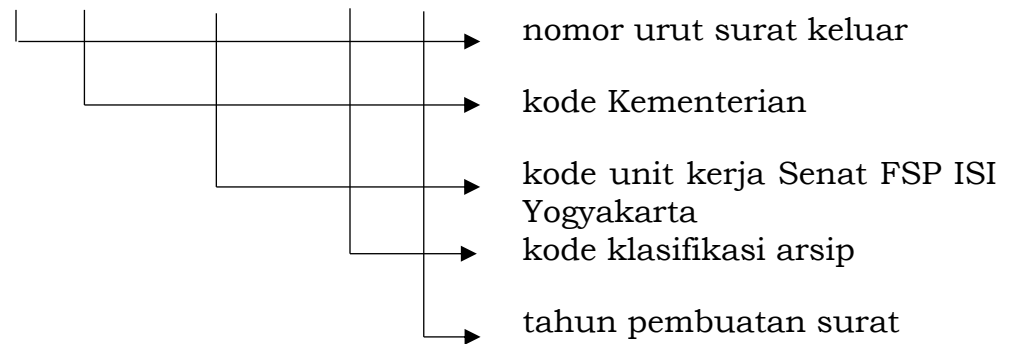 nomor urut surat keluar
kode Kementerian
kode unit kerja Senat FSP ISI
Yogyakarta
kode klasifikasi arsip
tahun pembuatan surat